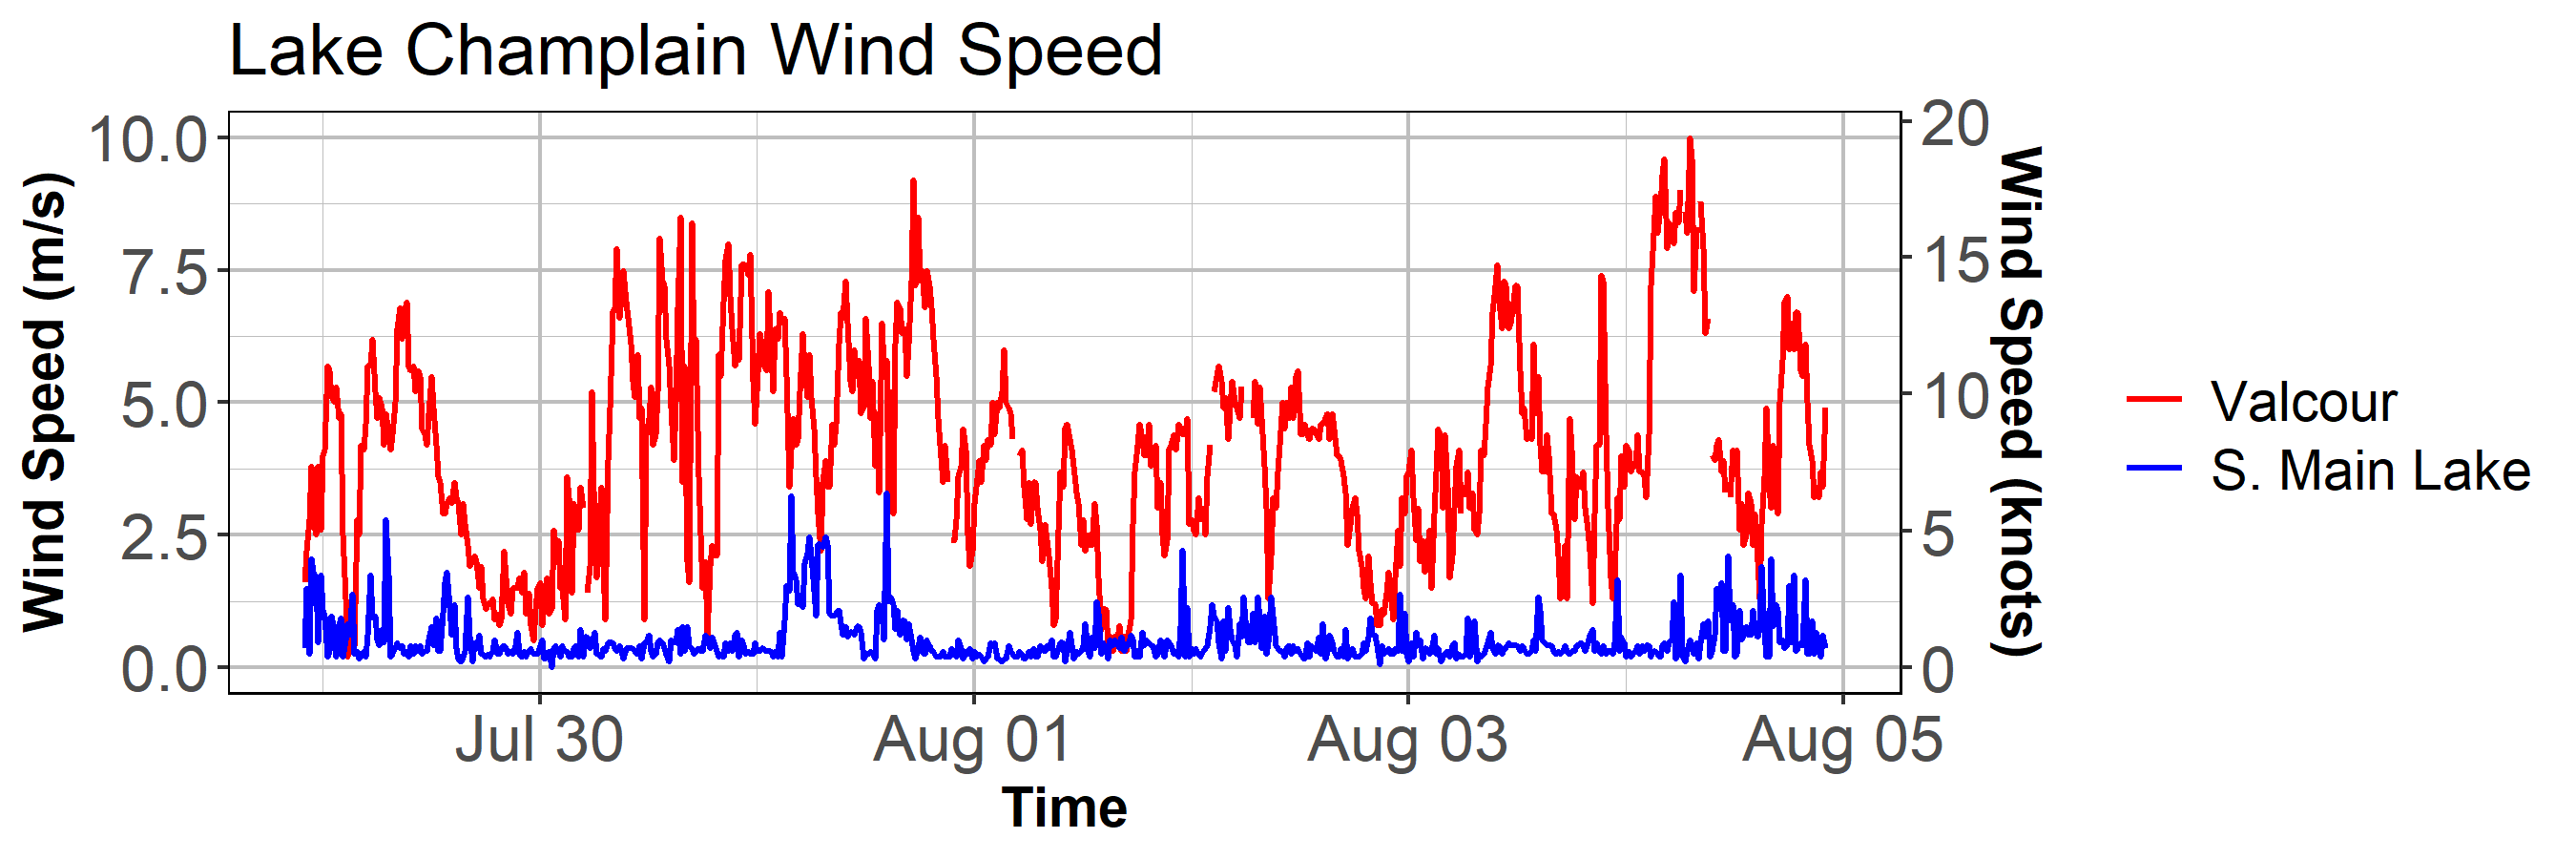 Lake Champlain Wind Speed
10.0
7.5
5.0
2.5
0.0
Wind Speed (m/s)
20
15
10
5
0
Wind Speed (knots)
Jul 30
Aug 01
Aug 03
Aug 05
Time
Valcour
S. Main Lake